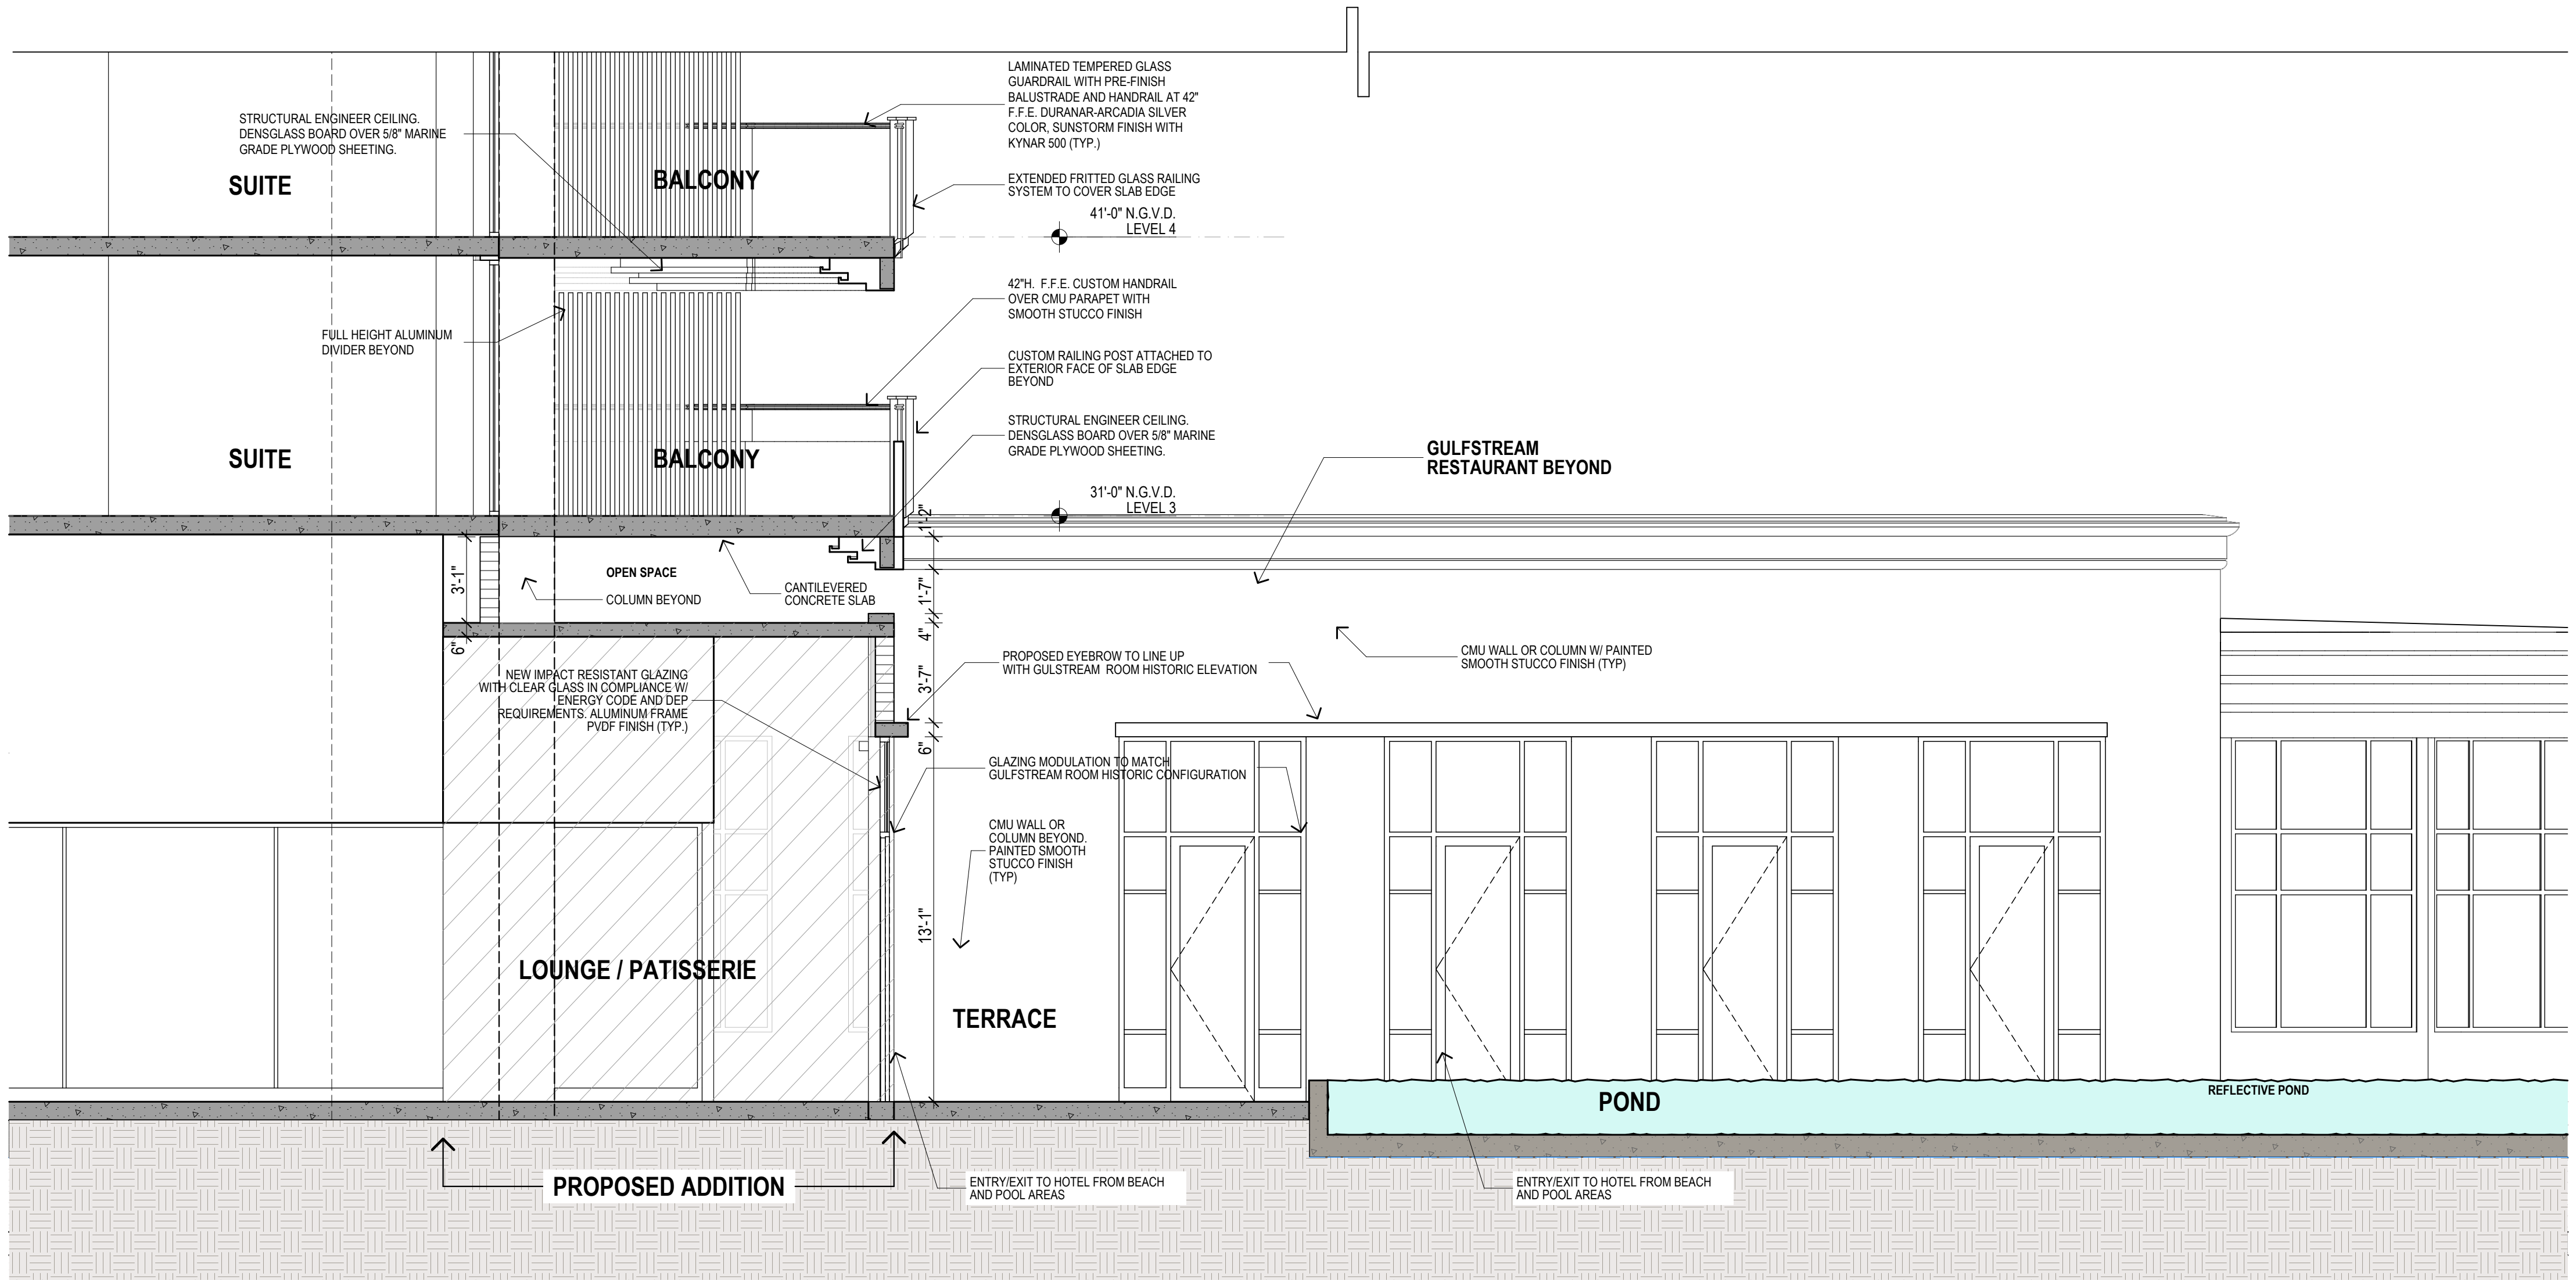 LAMINATED TEMPERED GLASS
GUARDRAIL WITH PRE-FINISH
BALUSTRADE AND HANDRAIL AT 42"
F.F.E. DURANAR-ARCADIA SILVER
COLOR, SUNSTORM FINISH WITH
KYNAR 500 (TYP.)
STRUCTURAL ENGINEER CEILING.
DENSGLASS BOARD OVER 5/8" MARINE
GRADE PLYWOOD SHEETING.
SUITE
BALCONY
EXTENDED FRITTED GLASS RAILING
SYSTEM TO COVER SLAB EDGE
41'-0" N.G.V.D.
LEVEL 4
42"H. F.F.E. CUSTOM HANDRAIL
OVER CMU PARAPET WITH
SMOOTH STUCCO FINISH
FULL HEIGHT ALUMINUM
DIVIDER BEYOND
CUSTOM RAILING POST ATTACHED TO
EXTERIOR FACE OF SLAB EDGE
BEYOND
STRUCTURAL ENGINEER CEILING.
DENSGLASS BOARD OVER 5/8" MARINE
GRADE PLYWOOD SHEETING.
SUITE
BALCONY
GULFSTREAM
RESTAURANT BEYOND
31'-0" N.G.V.D.
LEVEL 3
1'-2"
3'-1"
OPEN SPACE
COLUMN BEYOND
CANTILEVERED
CONCRETE SLAB
1'-7"
4"
6"
3'-7"
6"
13'-1"
NEW IMPACT RESISTANT GLAZING
WITH CLEAR GLASS IN COMPLIANCE W/
ENERGY CODE AND DEP
REQUIREMENTS. ALUMINUM FRAME
PVDF FINISH (TYP.)
PROPOSED EYEBROW TO LINE UP
WITH GULSTREAM ROOM HISTORIC ELEVATION
CMU WALL OR COLUMN W/ PAINTED
SMOOTH STUCCO FINISH (TYP)
GLAZING MODULATION TO MATCH
GULFSTREAM ROOM HISTORIC CONFIGURATION
CMU WALL OR
COLUMN BEYOND.
PAINTED SMOOTH
STUCCO FINISH
(TYP)
LOUNGE / PATISSERIE
TERRACE
POND
REFLECTIVE POND
PROPOSED ADDITION
ENTRY/EXIT TO HOTEL FROM BEACH
AND POOL AREAS
ENTRY/EXIT TO HOTEL FROM BEACH
AND POOL AREAS